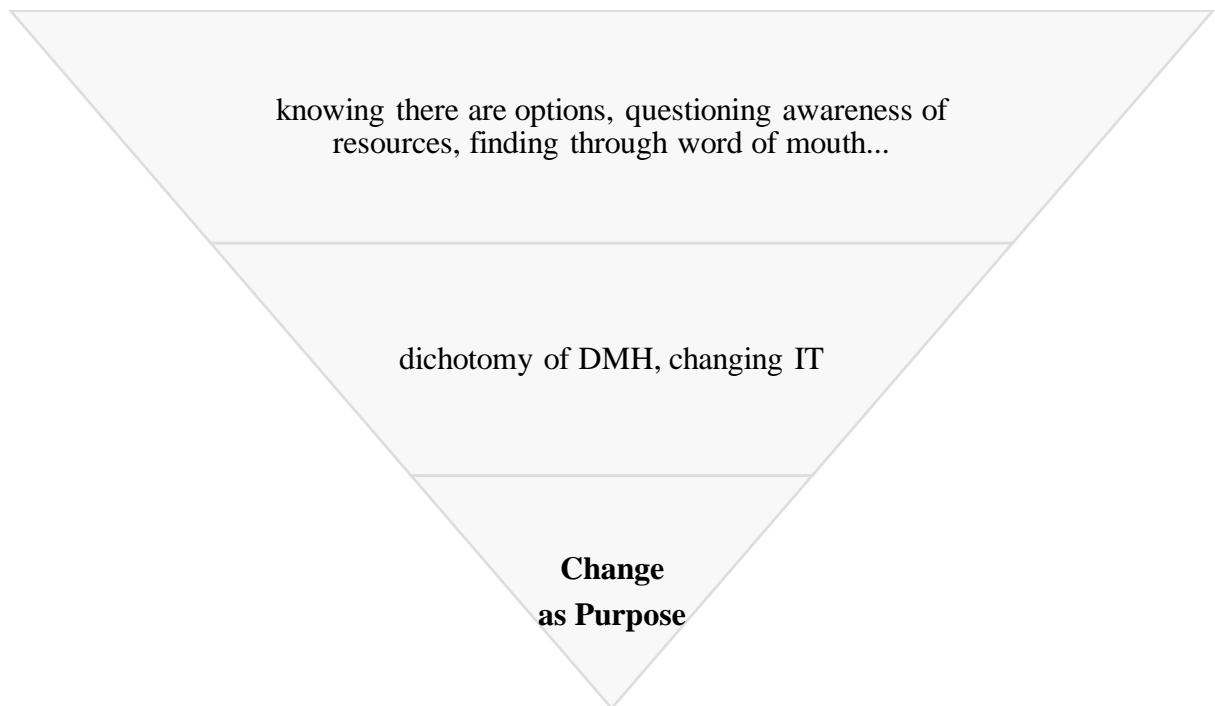 knowing there are options, questioning awareness of
resources, finding through word of mouth...
dichotomy of DMH, changing IT
Change
as Purpose